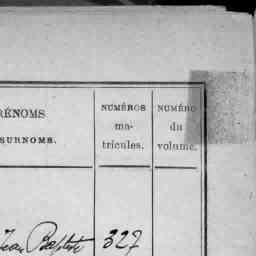 RÉNOMS
SURNOMS.
NUMÉROS
ma-
tricules.
NUMÉRO
du
volume.
Jean Baptiste 327